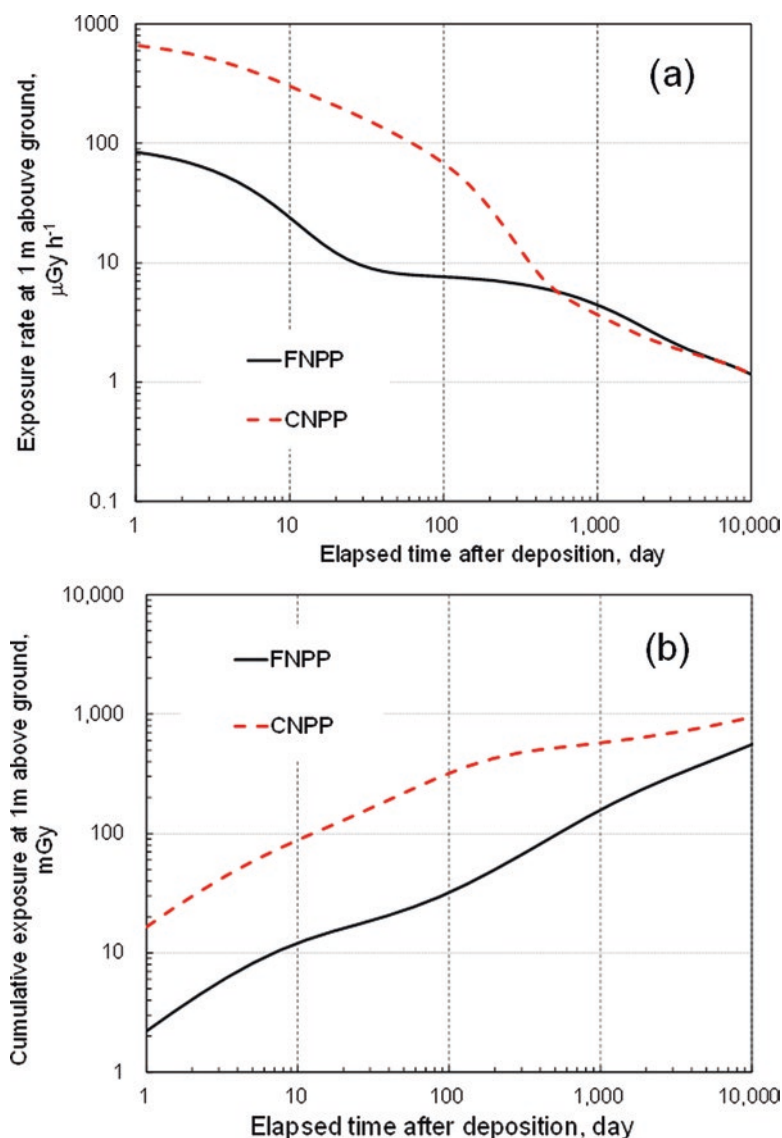 1000
(a)
100
10
1
0.1
Exposure rate at 1 m abouve ground,
μGy h-1
FNPP
CNPP
1
10
100
1,000
10,000
Elapsed time after deposition, day
10,000
(b)
1,000
100
10
1
Cumulative exposure at 1m above ground,
mGy
FNPP
CNPP
1
10
100
1,000
10,000
Elapsed time after deposition, day